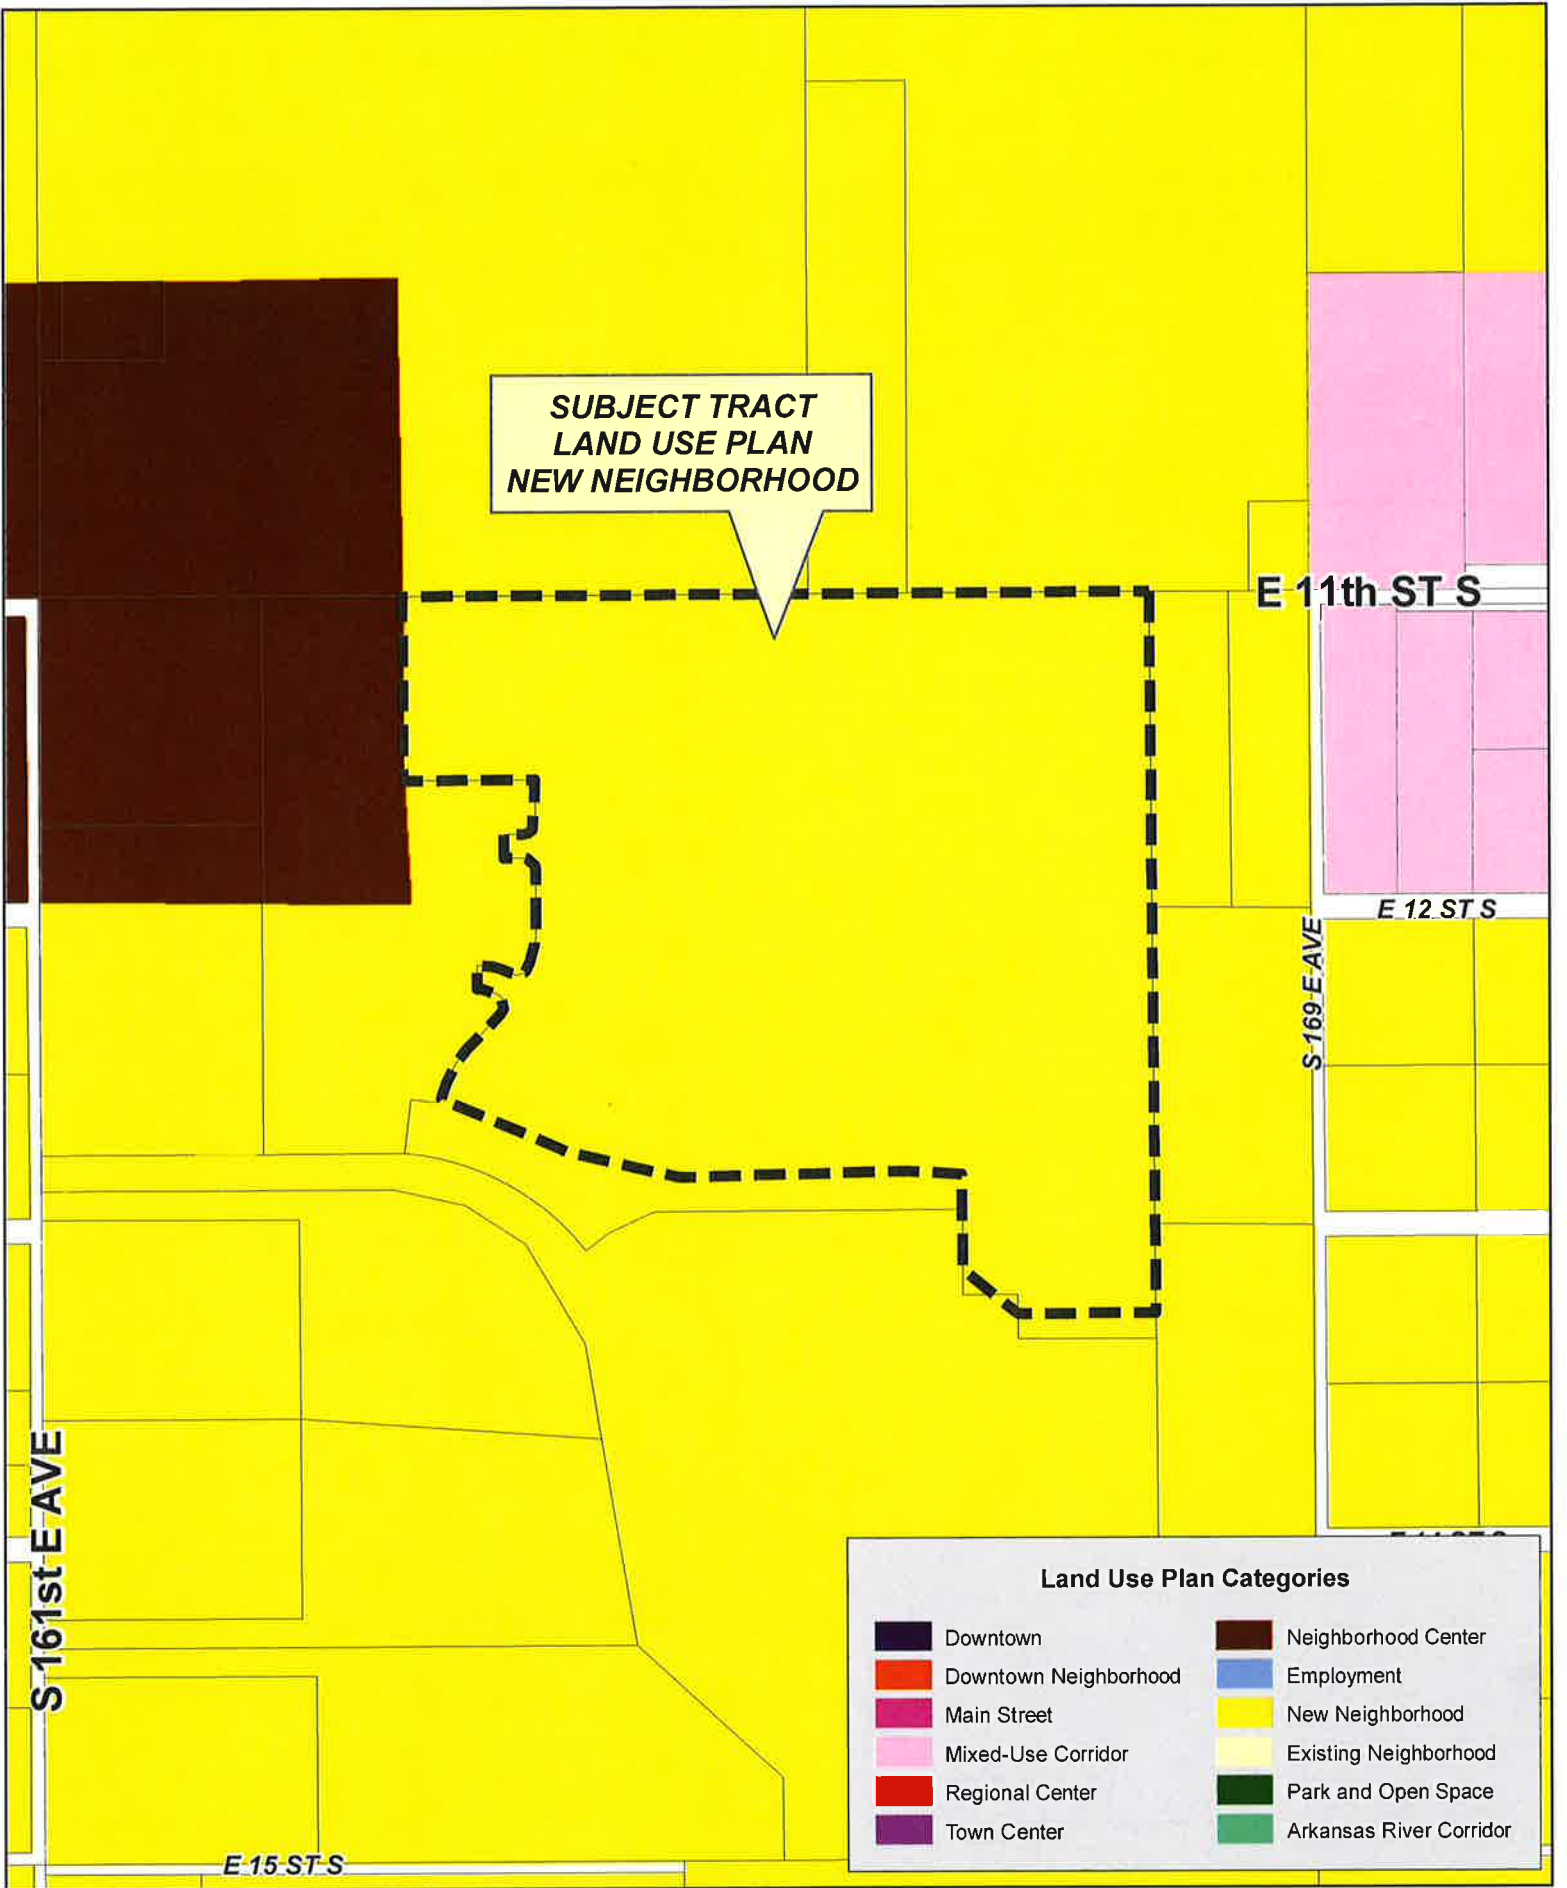 SUBJECT TRACT
LAND USE PLAN
NEW NEIGHBORHOOD
E 11th ST S
E 12 ST S
S 169 E AVE
S 161st E AVE
E 15 ST S
Land Use Plan Categories
Downtown
Downtown Neighborhood
Main Street
Mixed-Use Corridor
Regional Center
Town Center
Neighborhood Center
Employment
New Neighborhood
Existing Neighborhood
Park and Open Space
Arkansas River Corridor